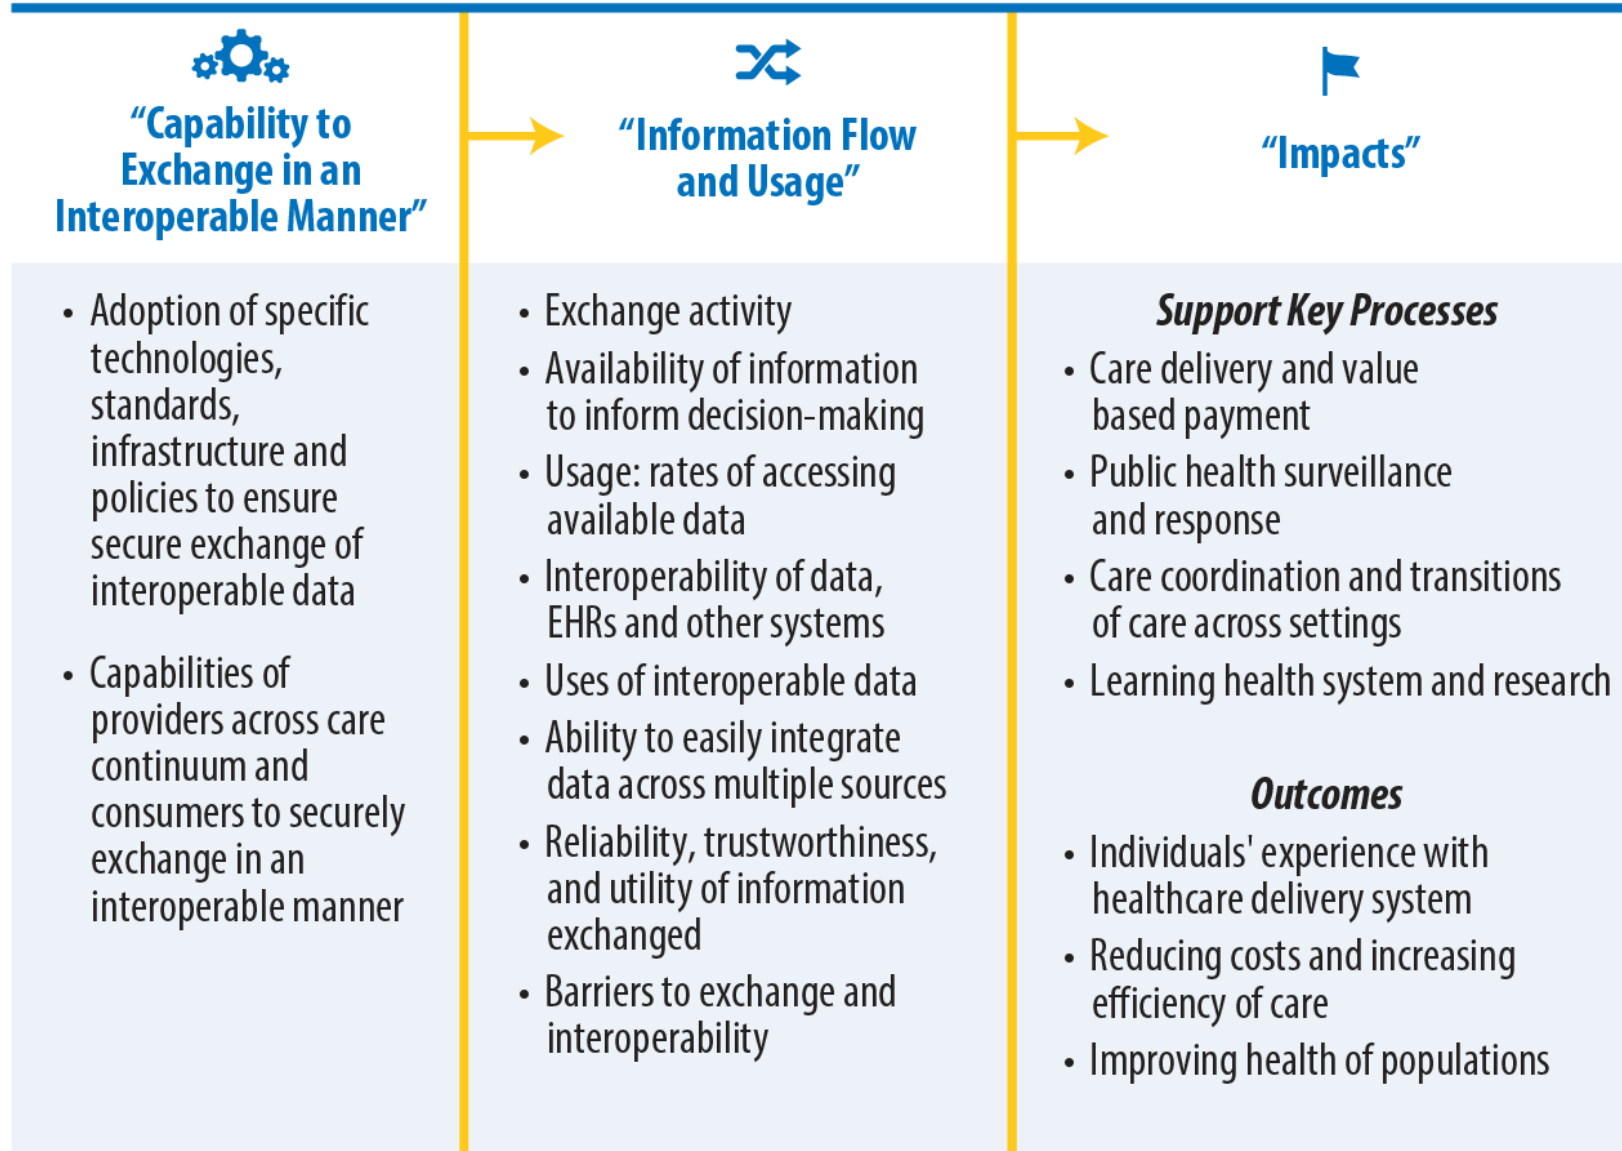 “Capability to
Exchange in an
Interoperable Manner”
• Adoption of specific
technologies,
standards,
infrastructure and
policies to ensure
secure exchange of
interoperable data
• Capabilities of
providers across care
continuum and
consumers to securely
exchange in an
interoperable manner
“Information Flow
and Usage”
• Exchange activity
• Availability of information
to inform decision-making
• Usage: rates of accessing
available data
• Interoperability of data,
EHRs and other systems
• Uses of interoperable data
• Ability to easily integrate
data across multiple sources
• Reliability, trustworthiness,
and utility of information
exchanged
• Barriers to exchange and
interoperability
“Impacts”
Support Key Processes
• Care delivery and value
based payment
• Public health surveillance
and response
• Care coordination and transitions
of care across settings
• Learning health system and research
Outcomes
• Individuals' experience with
healthcare delivery system
• Reducing costs and increasing
efficiency of care
• Improving health of populations